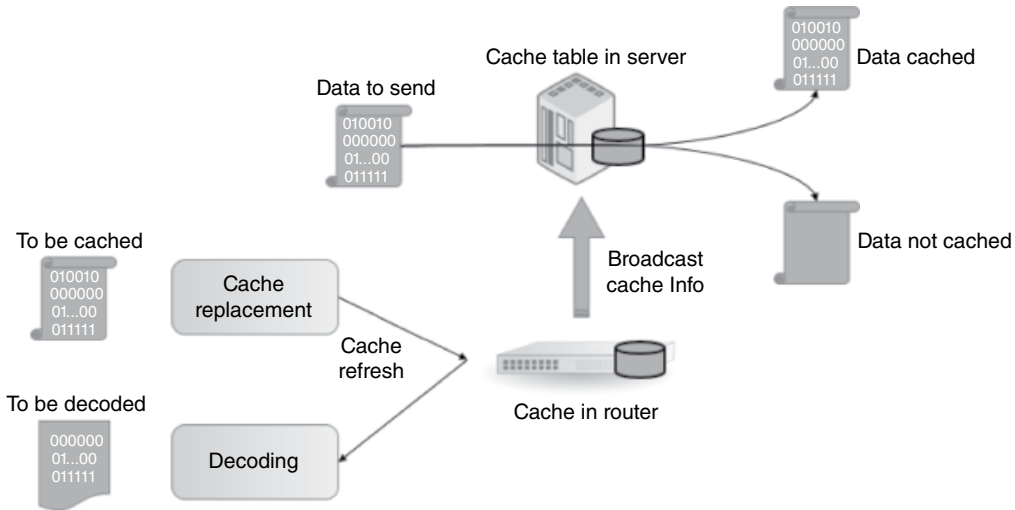 Cache table in server
Data to send
010010
000000
01...00
011111
010010
000000
01...00
011111
Data cached
Data not cached
Broadcast
cache Info
To be cached
010010
000000
01...00
011111
Cache
replacement
Cache
refresh
Cache in router
To be decoded
000000
01...00
011111
Decoding